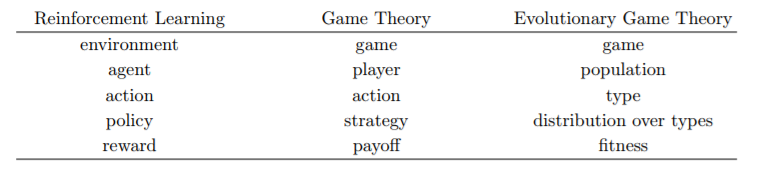 Reinforcement Learning Game Theory Evolutionary Game Theory
environment game game
agent player population
action action type
policy strategy distribution over types
reward payoff fitness